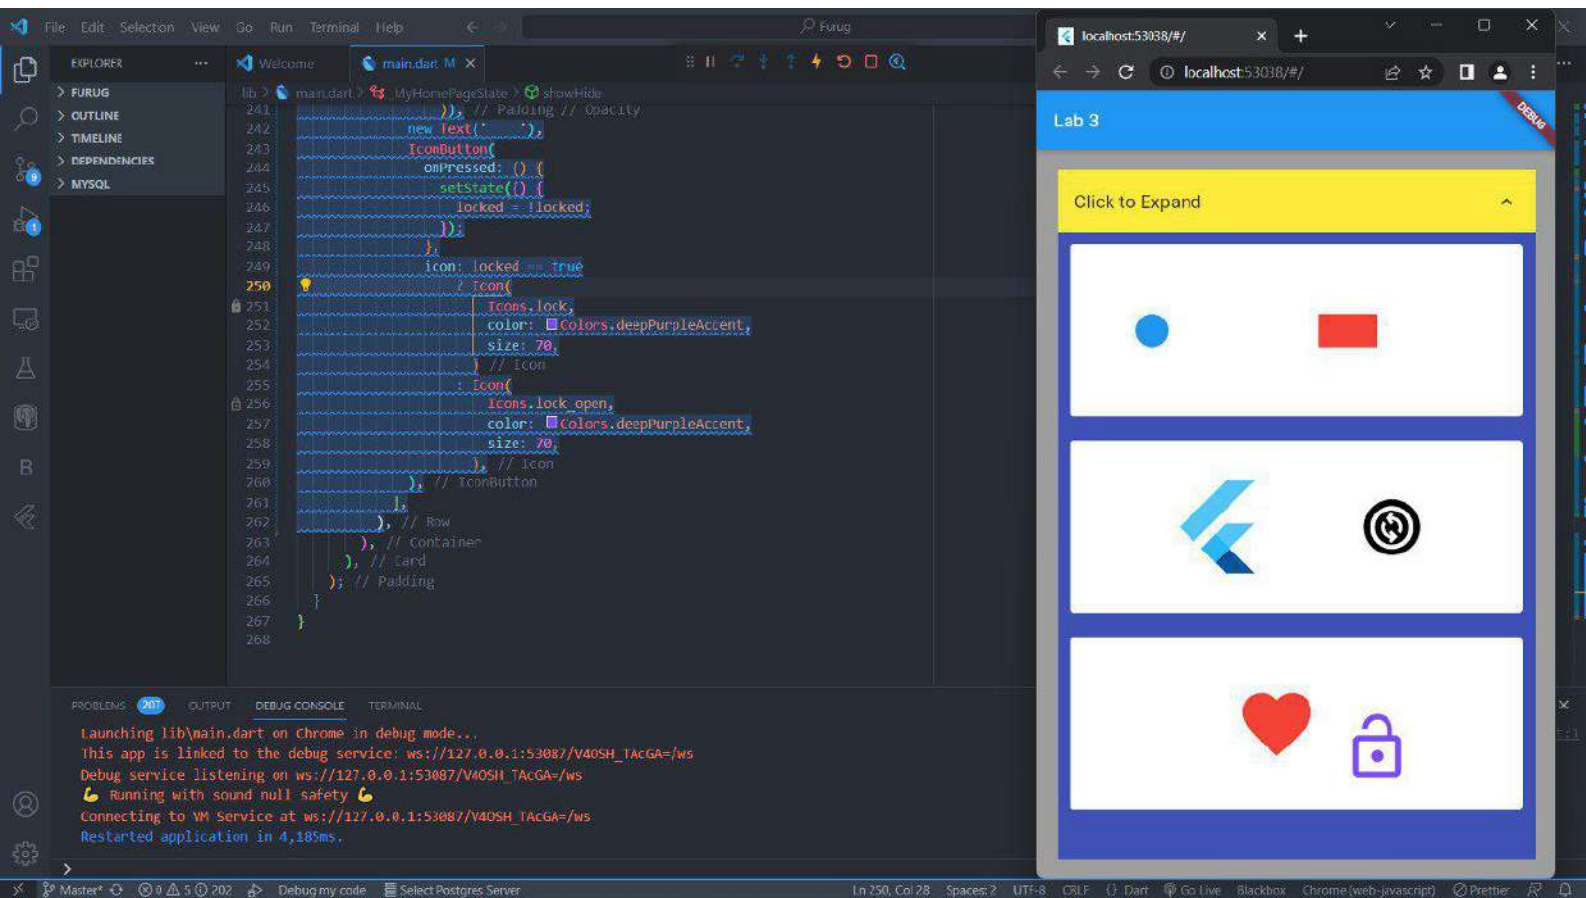 File Edit Selection View Go Run Terminal Help
Furug
EXPLORER
FURUG
OUTLINE
TIMELINE
DEPENDENCIES
MYSQL
9
1
B
Welcome
main.dart M
lib > main.dart > _MyHomePageState > showHide
241 )), // Padding // Opacity
242 new Text('    '),
243 IconButton(
244 onPressed: () {
245 setState(() {
246 locked = !locked;
247 });
248 },
249 icon: locked == true
250 ? Icon(
251 Icons.lock,
252 color: Colors.deepPurpleAccent,
253 size: 70,
254 ) // Icon
255 : Icon(
256 Icons.lock_open,
257 color: Colors.deepPurpleAccent,
258 size: 70,
259 ), // Icon
260 ), // IconButton
261 ],
262 ), // Row
263 ), // Container
264 ), // Card
265 ); // Padding
266 }
267 }
268
PROBLEMS 207 OUTPUT DEBUG CONSOLE TERMINAL
Launching lib\main.dart on Chrome in debug mode...
This app is linked to the debug service: ws://127.0.0.1:53087/V4OSH_TAcGA=/ws
Debug service listening on ws://127.0.0.1:53087/V4OSH_TAcGA=/ws
💪 Running with sound null safety 💪
Connecting to VM Service at ws://127.0.0.1:53087/V4OSH_TAcGA=/ws
Restarted application in 4,185ms.
>
Master* 0 5 202 Debug my code Select Postgres Server Ln 250, Col 28 Spaces: 2 UTF-8 CRLF {} Dart Go Live Blackbox Chrome (web-javascript) Prettier
localhost:53038/#/
localhost:53038/#/
Lab 3
DEBUG
Click to Expand